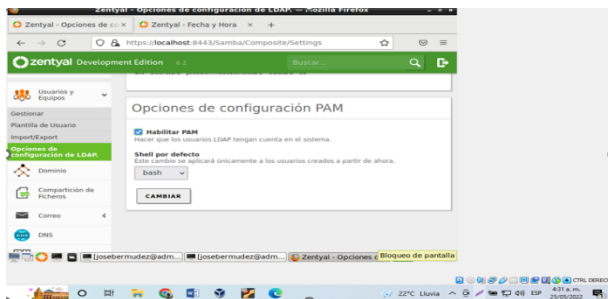 Zentyal — Opciones de configuración de LDAP. — Mozilla Firefox
Zentyal - Opciones de co
Zentyal - Fecha y Hora
https://localhost:8443/Samba/Composite/Settings
zentyal Development Edition 6.2
Buscar...
Usuarios y Equipos
Gestionar
Plantilla de Usuario
Import/Export
Opciones de
configuración de LDAP.
Dominio
Compartición de
Ficheros
Correo
DNS
Opciones de configuración PAM
Habilitar PAM
Hacer que los usuarios LDAP tengan cuenta en el sistema.
Shell por defecto
Este cambio se aplicará únicamente a los usuarios creados a partir de ahora.
bash
CAMBIAR
[josebermudez@adm...
[josebermudez@adm...
Zentyal - Opciones d
Bloqueo de pantalla
CTRL DEREC
22°C Lluvia
ESP
4:31 a. m.
25/05/2022